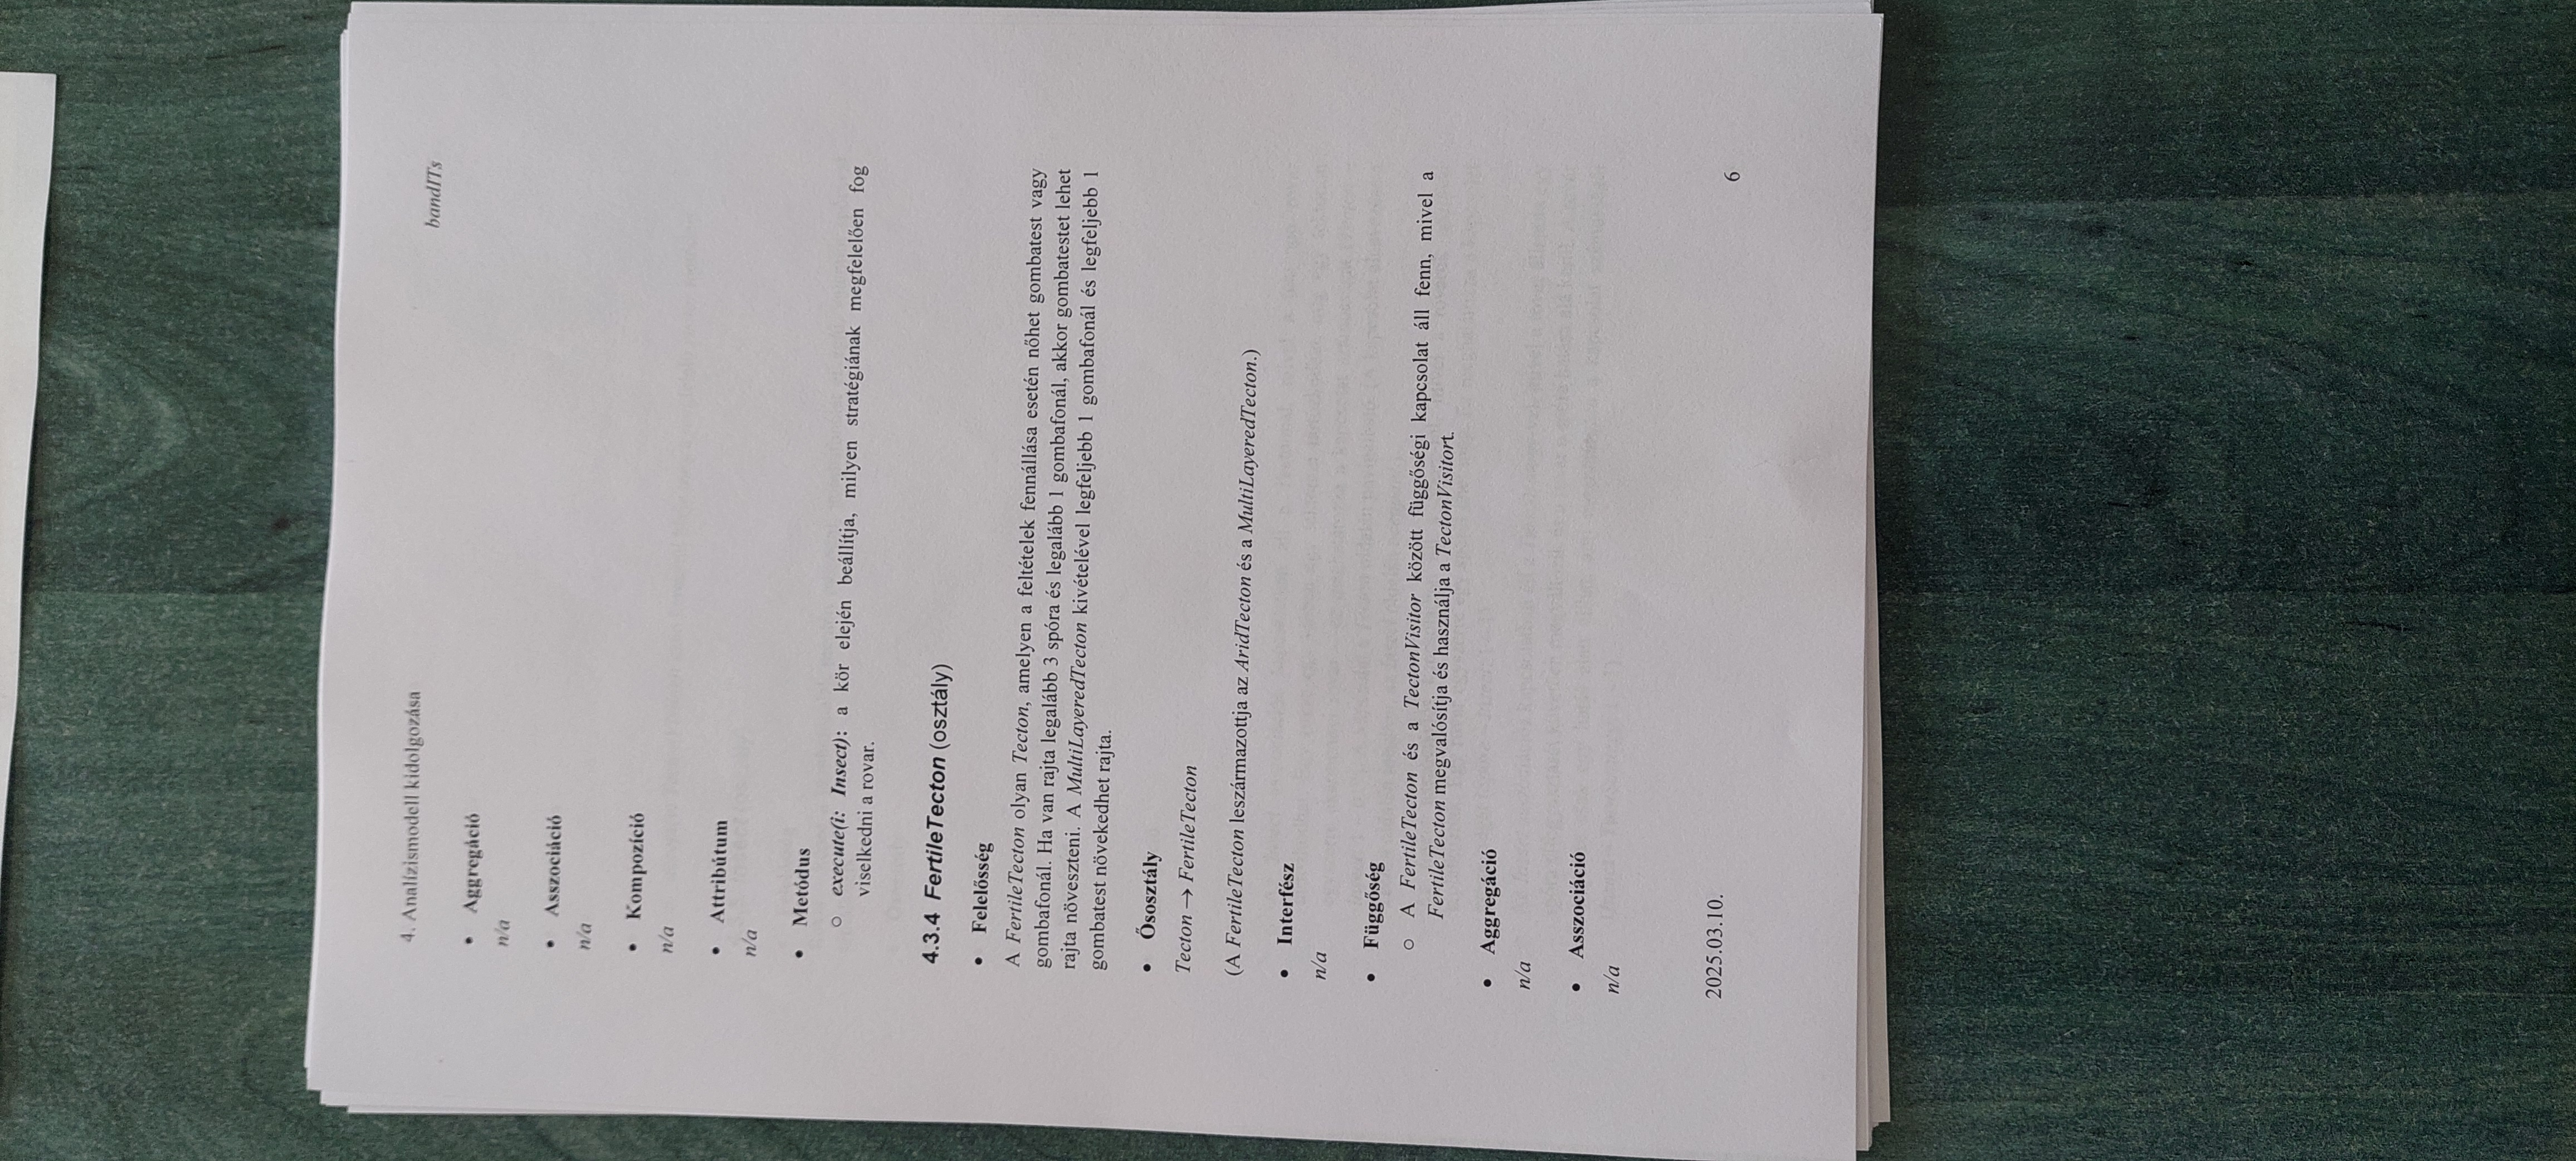 4. Analízismodell kidolgozása
bandITs
• Aggregáció
n/a
• Asszociáció
n/a
• Kompozíció
n/a
• Attribútum
n/a
• Metódus
o execute(i: Insect): a kör elején beállítja, milyen stratégiának megfelelően fog
viselkedni a rovar.
4.3.4 FertileTecton (osztály)
• Felelősség
A FertileTecton olyan Tecton, amelyen a feltételek fennállása esetén nőhet gombatest vagy
gombafonál. Ha van rajta legalább 3 spóra és legalább 1 gombafonál, akkor gombatestet lehet
rajta növeszteni. A MultiLayeredTecton kivételével legfeljebb 1 gombafonál és legfeljebb 1
gombatest növekedhet rajta.
• Ősosztály
Tecton → FertileTecton
(A FertileTecton leszármazottja az AridTecton és a MultiLayeredTecton.)
• Interfész
n/a
• Függőség
o A FertileTecton és a TectonVisitor között függőségi kapcsolat áll fenn, mivel a
FertileTecton megvalósítja és használja a TectonVisitort.
• Aggregáció
n/a
• Asszociáció
n/a
2025.03.10.
6